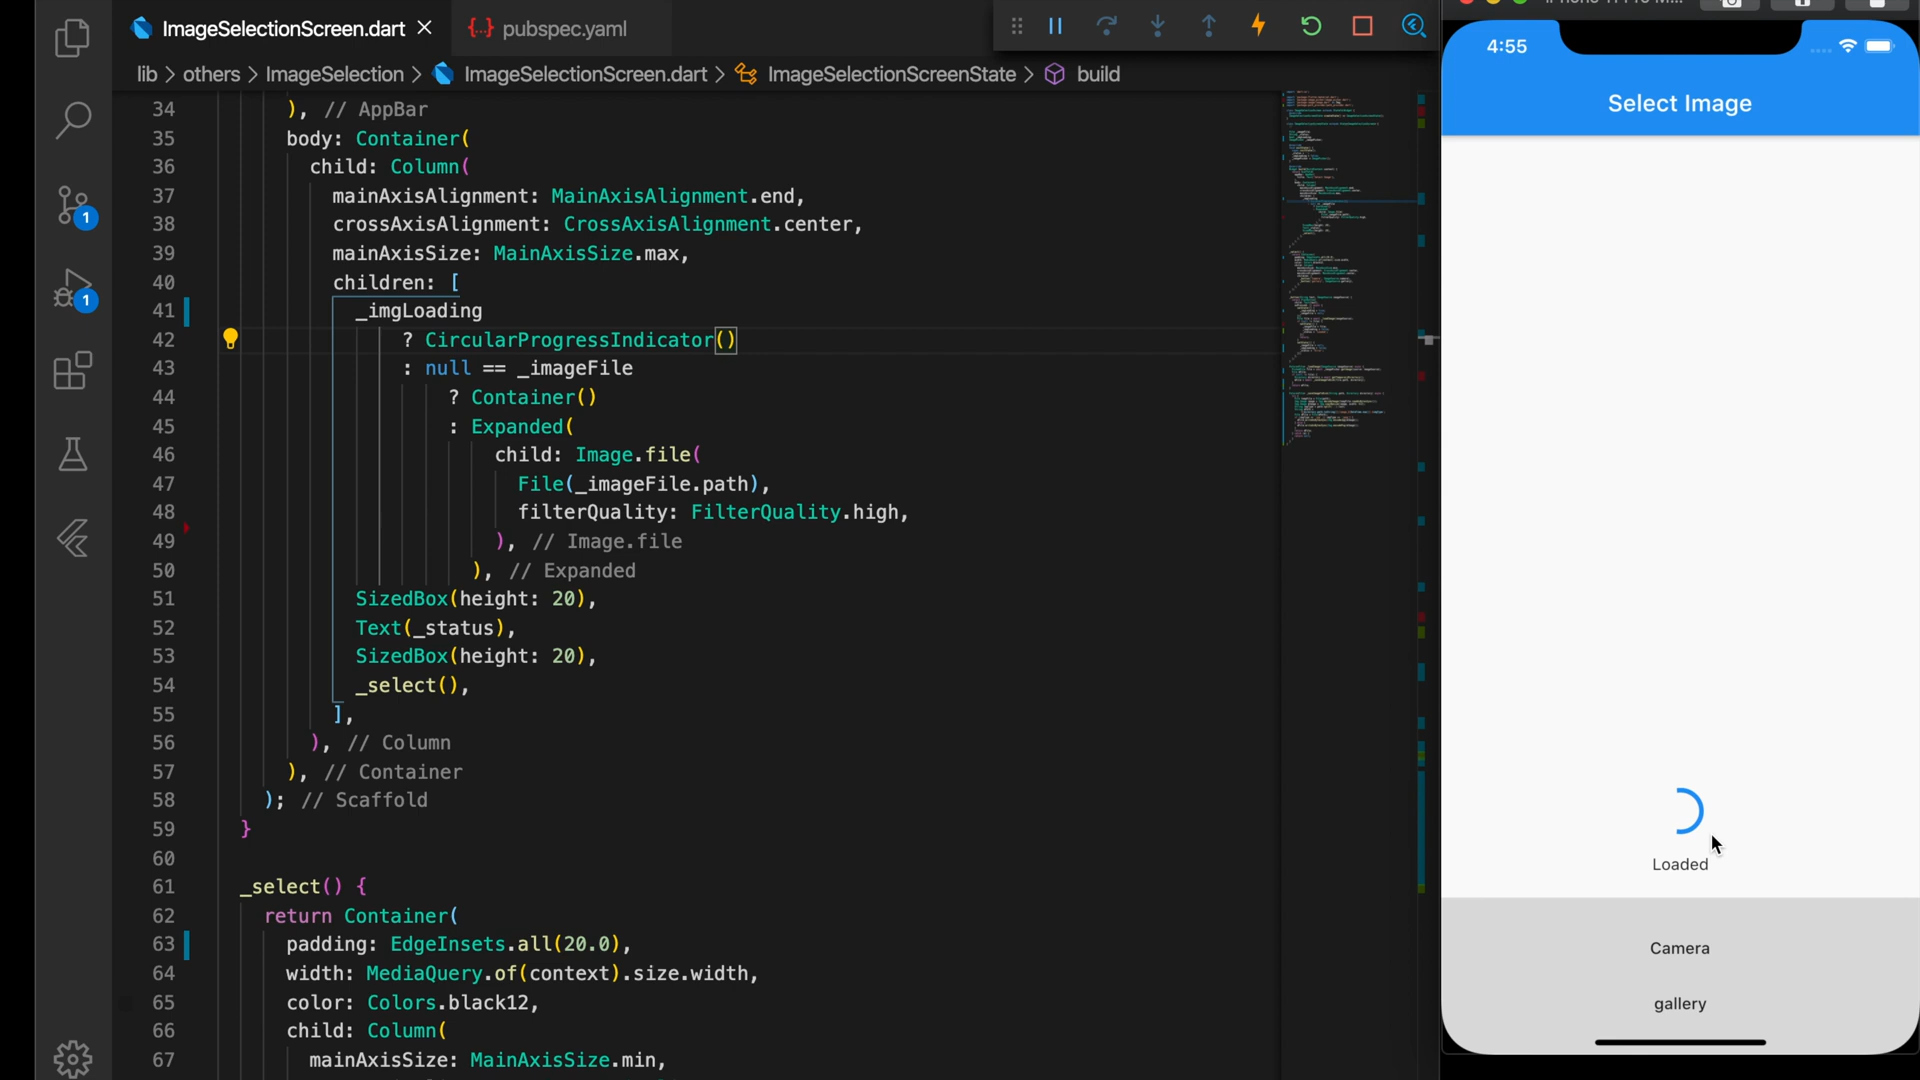 ImageSelectionScreen.dart
pubspec.yaml
lib > others > ImageSelection > ImageSelectionScreen.dart > ImageSelectionScreenState > build
34 ), // AppBar
35 body: Container(
36 child: Column(
37 mainAxisAlignment: MainAxisAlignment.end,
38 crossAxisAlignment: CrossAxisAlignment.center,
39 mainAxisSize: MainAxisSize.max,
40 children: [
41 _imgLoading
42 ? CircularProgressIndicator()
43 : null == _imageFile
44 ? Container()
45 : Expanded(
46 child: Image.file(
47 File(_imageFile.path),
48 filterQuality: FilterQuality.high,
49 ), // Image.file
50 ), // Expanded
51 SizedBox(height: 20),
52 Text(_status),
53 SizedBox(height: 20),
54 _select(),
55 ],
56 ), // Column
57 ), // Container
58 ); // Scaffold
59 }
60
61 _select() {
62 return Container(
63 padding: EdgeInsets.all(20.0),
64 width: MediaQuery.of(context).size.width,
65 color: Colors.black12,
66 child: Column(
67 mainAxisSize: MainAxisSize.min,
1
1
4:55
Select Image
Loaded
Camera
gallery